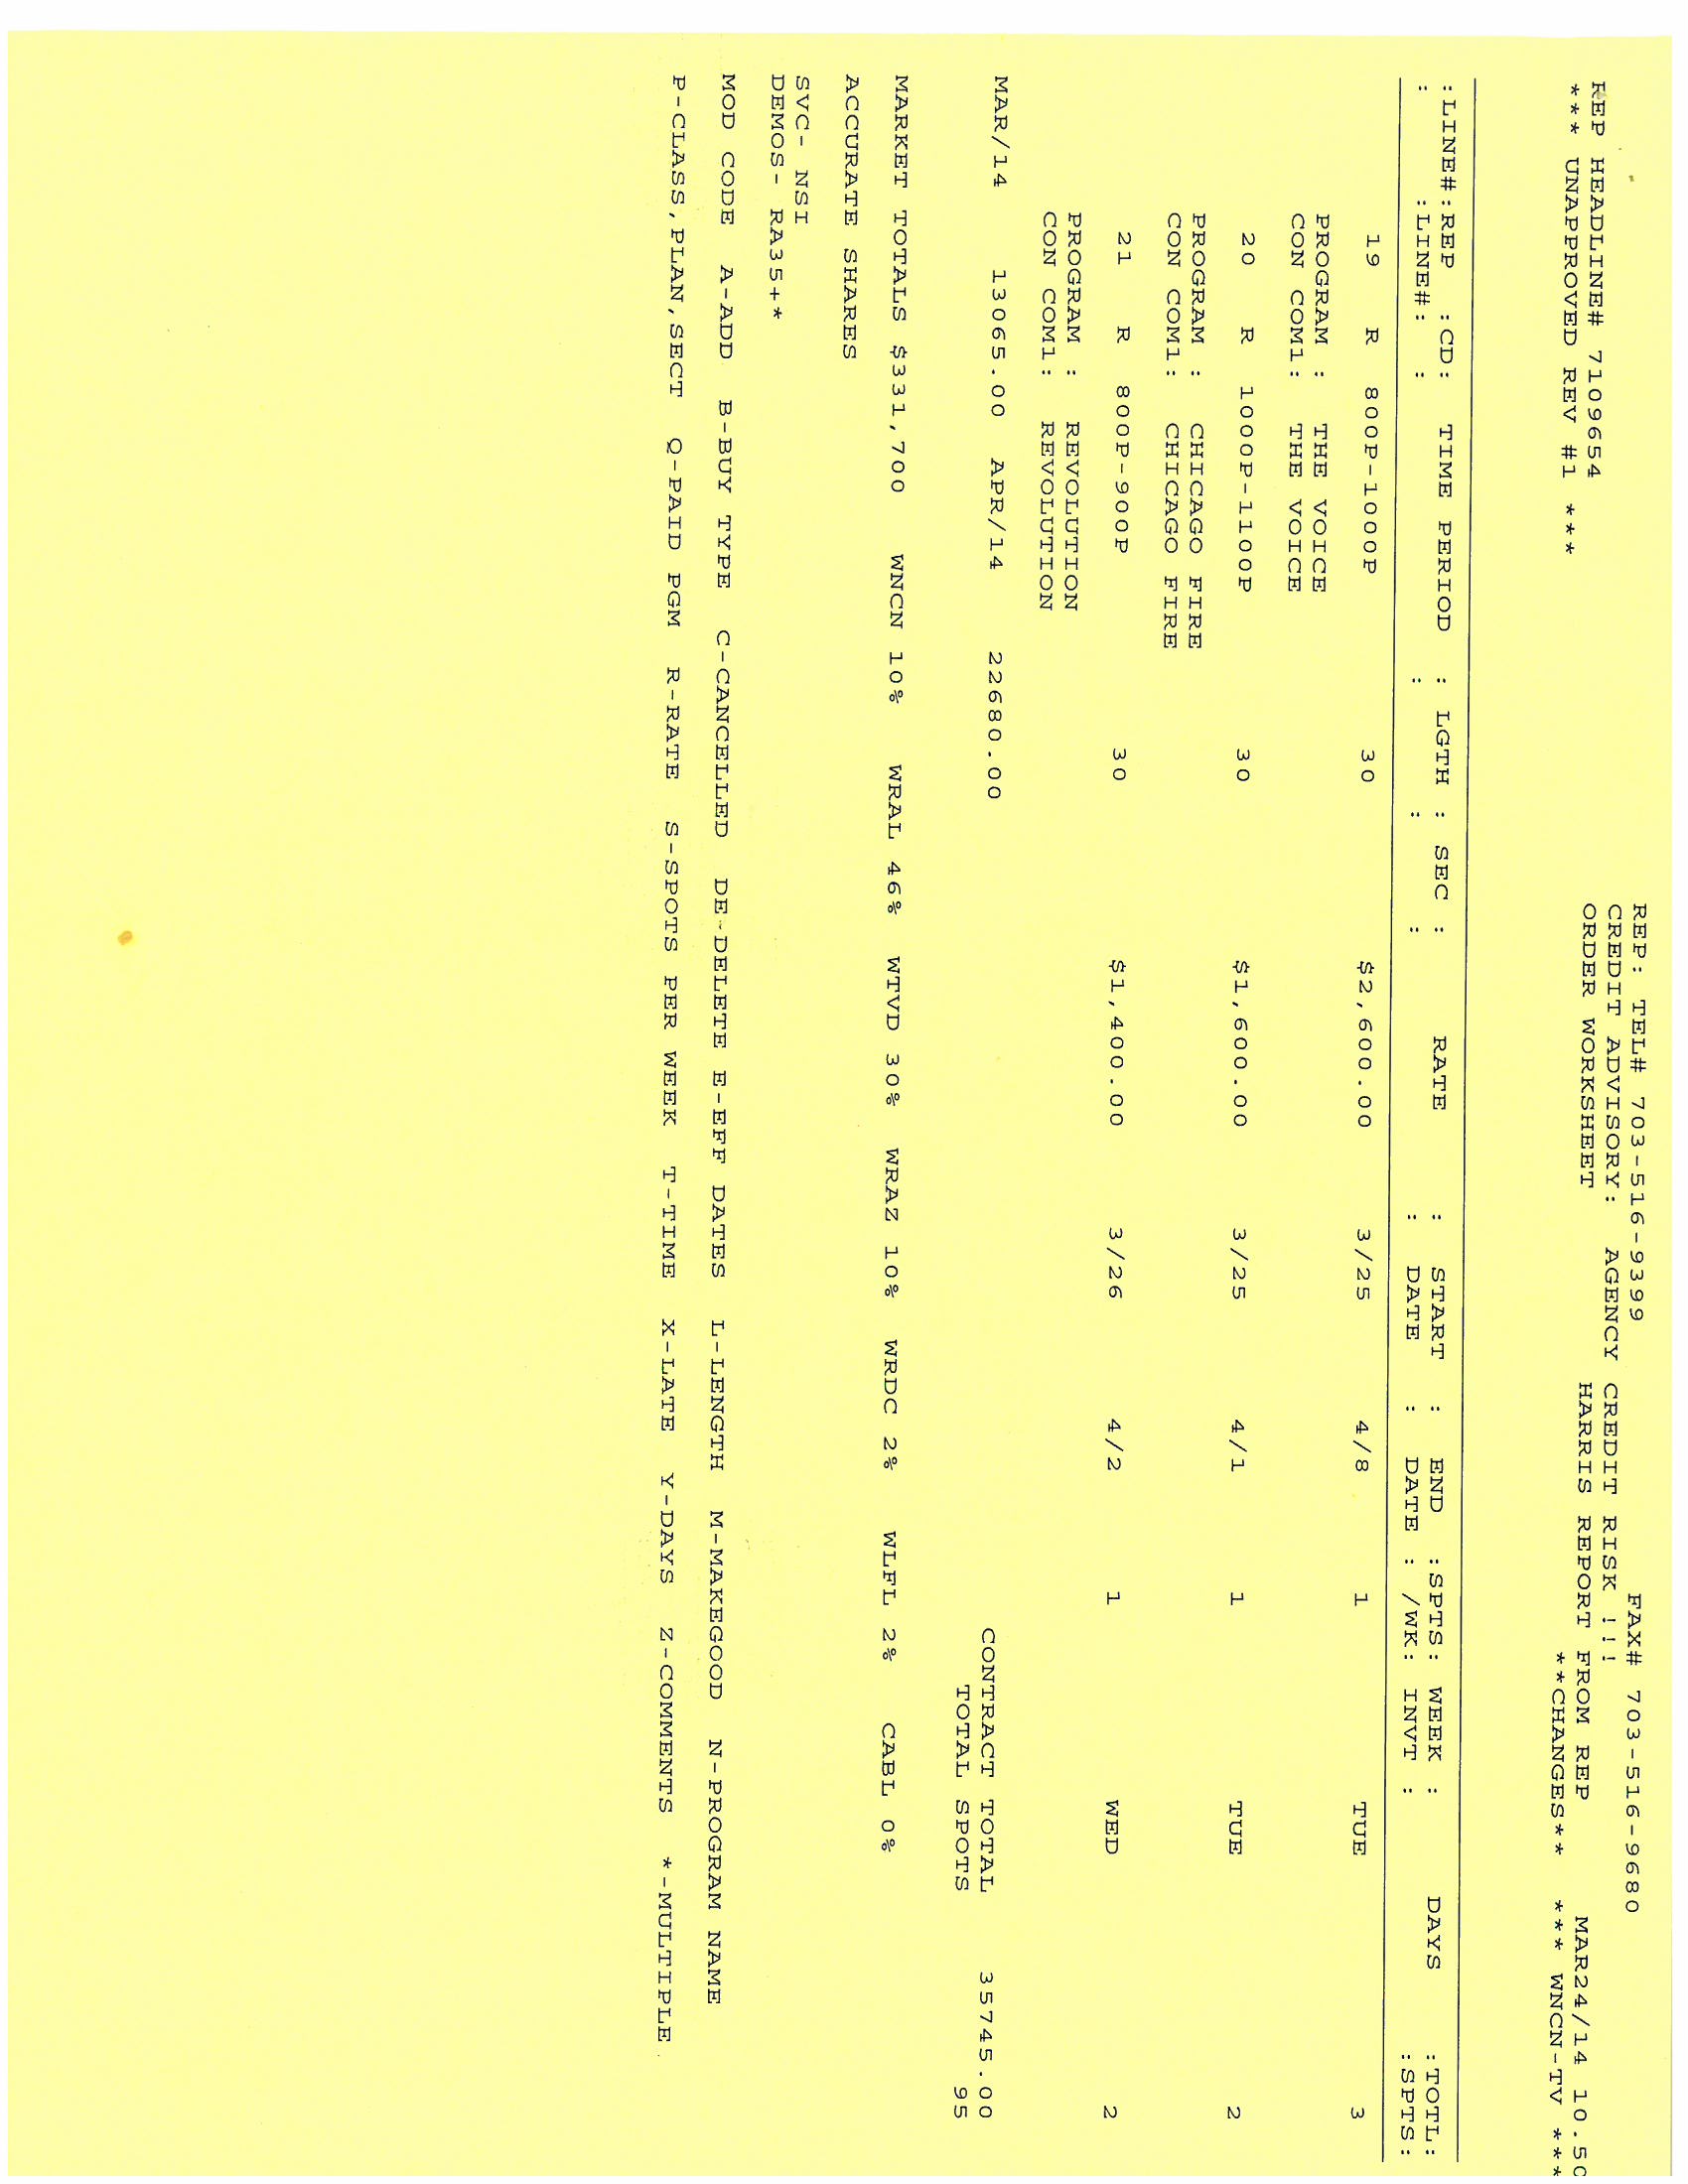 REP: TEL# 703-516-9399 FAX# 703-516-9680
REP HEADLINE# 7109654 CREDIT ADVISORY: AGENCY CREDIT RISK !!!
*** UNAPPROVED REV #1 *** ORDER WORKSHEET HARRIS REPORT FROM REP MAR24/14 10.50
**CHANGES** *** WNCN-TV ***
:LINE#:REP :CD: TIME PERIOD : LGTH : SEC : RATE : START : END :SPTS: WEEK : DAYS :TOTL:
: :LINE#: : : : : : DATE : DATE : /WK: INVT : :SPTS:
19 R 800P-1000P 30 $2,600.00 3/25 4/8 1 TUE 3
PROGRAM : THE VOICE
CON COM1: THE VOICE
20 R 1000P-1100P 30 $1,600.00 3/25 4/1 1 TUE 2
PROGRAM : CHICAGO FIRE
CON COM1: CHICAGO FIRE
21 R 800P-900P 30 $1,400.00 3/26 4/2 1 WED 2
PROGRAM : REVOLUTION
CON COM1: REVOLUTION
MAR/14 13065.00 APR/14 22680.00 CONTRACT TOTAL 35745.00
TOTAL SPOTS 95
MARKET TOTALS $331,700 WNCN 10% WRAL 46% WTVD 30% WRAZ 10% WRDC 2% WLFL 2% CABL 0%
ACCURATE SHARES
SVC- NSI
DEMOS- RA35+*
MOD CODE A-ADD B-BUY TYPE C-CANCELLED DE-DELETE E-EFF DATES L-LENGTH M-MAKEGOOD N-PROGRAM NAME
P-CLASS,PLAN,SECT Q-PAID PGM R-RATE S-SPOTS PER WEEK T-TIME X-LATE Y-DAYS Z-COMMENTS *-MULTIPLE